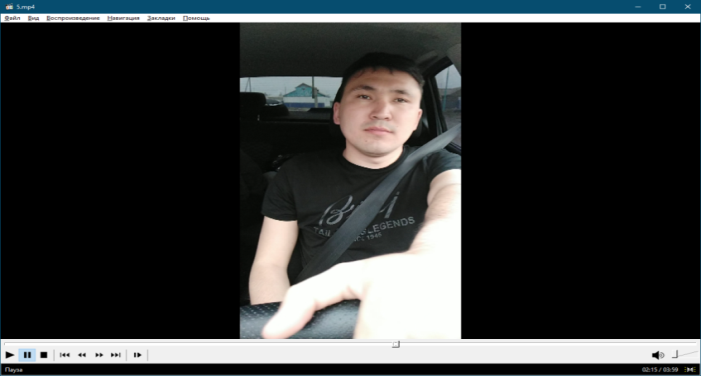 5.mp4
Файл Вид Воспроизведение Навигация Закладки Помощь
LEGENDS
Пауза
02:15 / 03:59